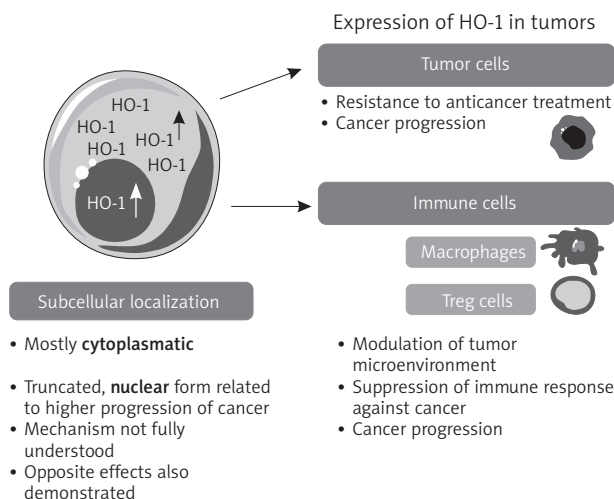 Expression of HO-1 in tumors
HO-1
HO-1
HO-1
HO-1
HO-1
HO-1
Tumor cells
• Resistance to anticancer treatment
• Cancer progression
Immune cells
Macrophages
Treg cells
• Modulation of tumor
microenvironment
• Suppression of immune response
against cancer
• Cancer progression
Subcellular localization
• Mostly cytoplasmatic
• Truncated, nuclear form related
to higher progression of cancer
• Mechanism not fully
understood
• Opposite effects also
demonstrated